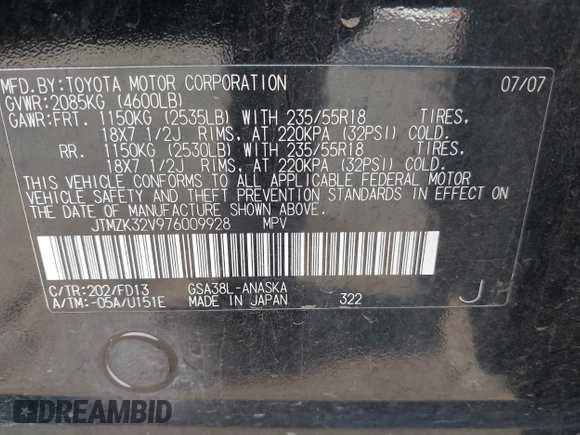 MFD.BY:TOYOTA MOTOR CORPORATION 07/07
GVWR:2085KG (4600LB)
GAWR:FRT. 1150KG (2535LB) WITH 235/55R18 TIRES,
18X7 1/2J RIMS, AT 220KPA (32PSI) COLD.
RR. 1150KG (2530LB) WITH 235/55R18 TIRES,
18X7 1/2J RIMS, AT 220KPA (32PSI) COLD.
THIS VEHICLE CONFORMS TO ALL APPLICABLE FEDERAL MOTOR
VEHICLE SAFETY AND THEFT PREVENTION STANDARDS IN EFFECT ON
THE DATE OF MANUFACTURE SHOWN ABOVE.
JTMZK32V976009928 MPV
C/TR:202/FD13 GSA38L-ANASKA
A/TM:-05A/U151E MADE IN JAPAN 322 J
DREAMBID